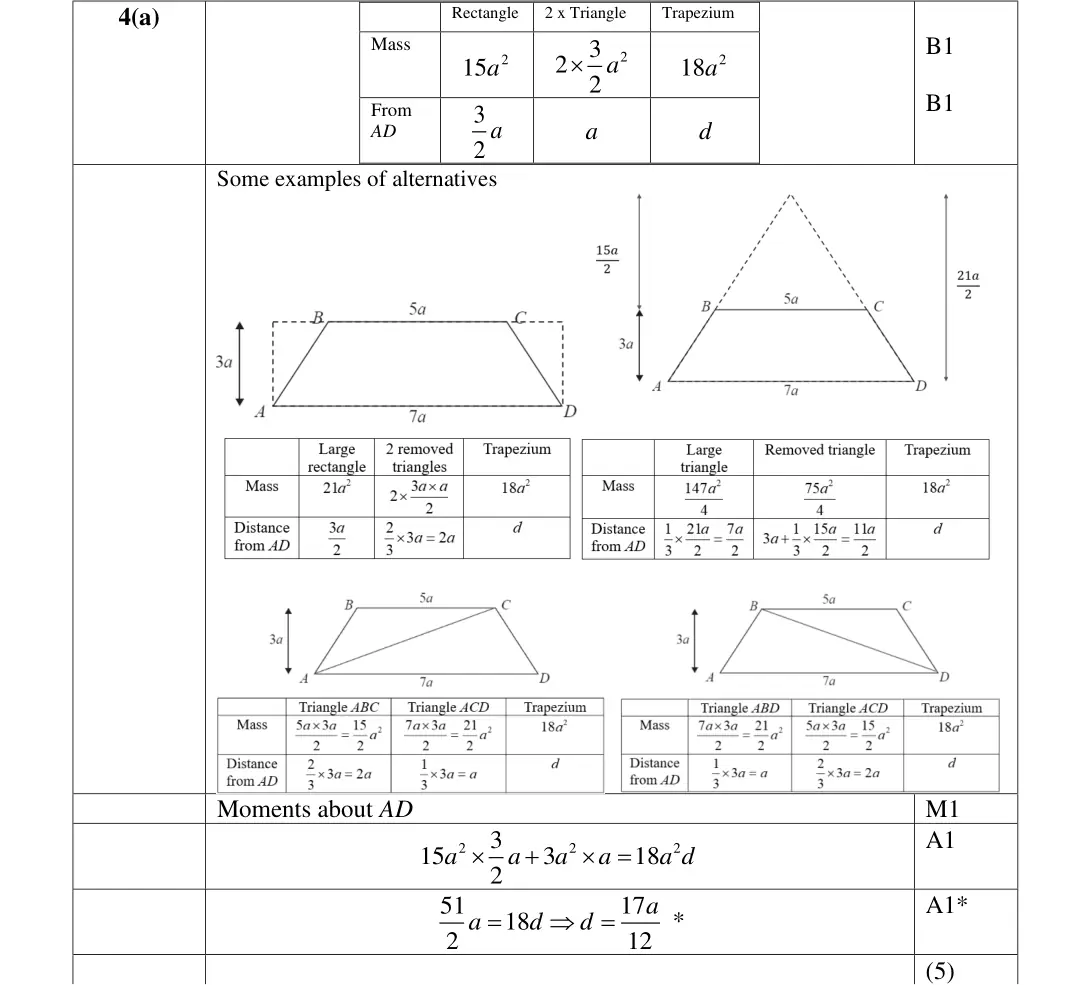 4(a)
Rectangle 2 x Triangle Trapezium
Mass 15a² 2×3/2 a² 18a²
From AD 3/2 a a d
B1
B1
Some examples of alternatives
B 5a C
3a
A 7a D
15a/2
21a/2
B 5a C
3a
A 7a D
Large rectangle 2 removed triangles Trapezium
Mass 21a² 2×(3a×a)/2 18a²
Distance from AD 3a/2 2/3×3a=2a d
Large triangle Removed triangle Trapezium
Mass 147a²/4 75a²/4 18a²
Distance from AD 1/3×21a/2=7a/2 3a+1/3×15a/2=11a/2 d
B 5a C
3a
A 7a D
B 5a C
3a
A 7a D
Triangle ABC Triangle ACD Trapezium
Mass (5a×3a)/2=15/2 a² (7a×3a)/2=21/2 a² 18a²
Distance from AD 2/3×3a=2a 1/3×3a=a d
Triangle ABD Triangle ACD Trapezium
Mass (7a×3a)/2=21/2 a² (5a×3a)/2=15/2 a² 18a²
Distance from AD 1/3×3a=a 2/3×3a=2a d
Moments about AD M1
15a²×3/2 a+3a²×a=18a²d A1
51/2 a=18d ⇒ d=17a/12 * A1*
(5)